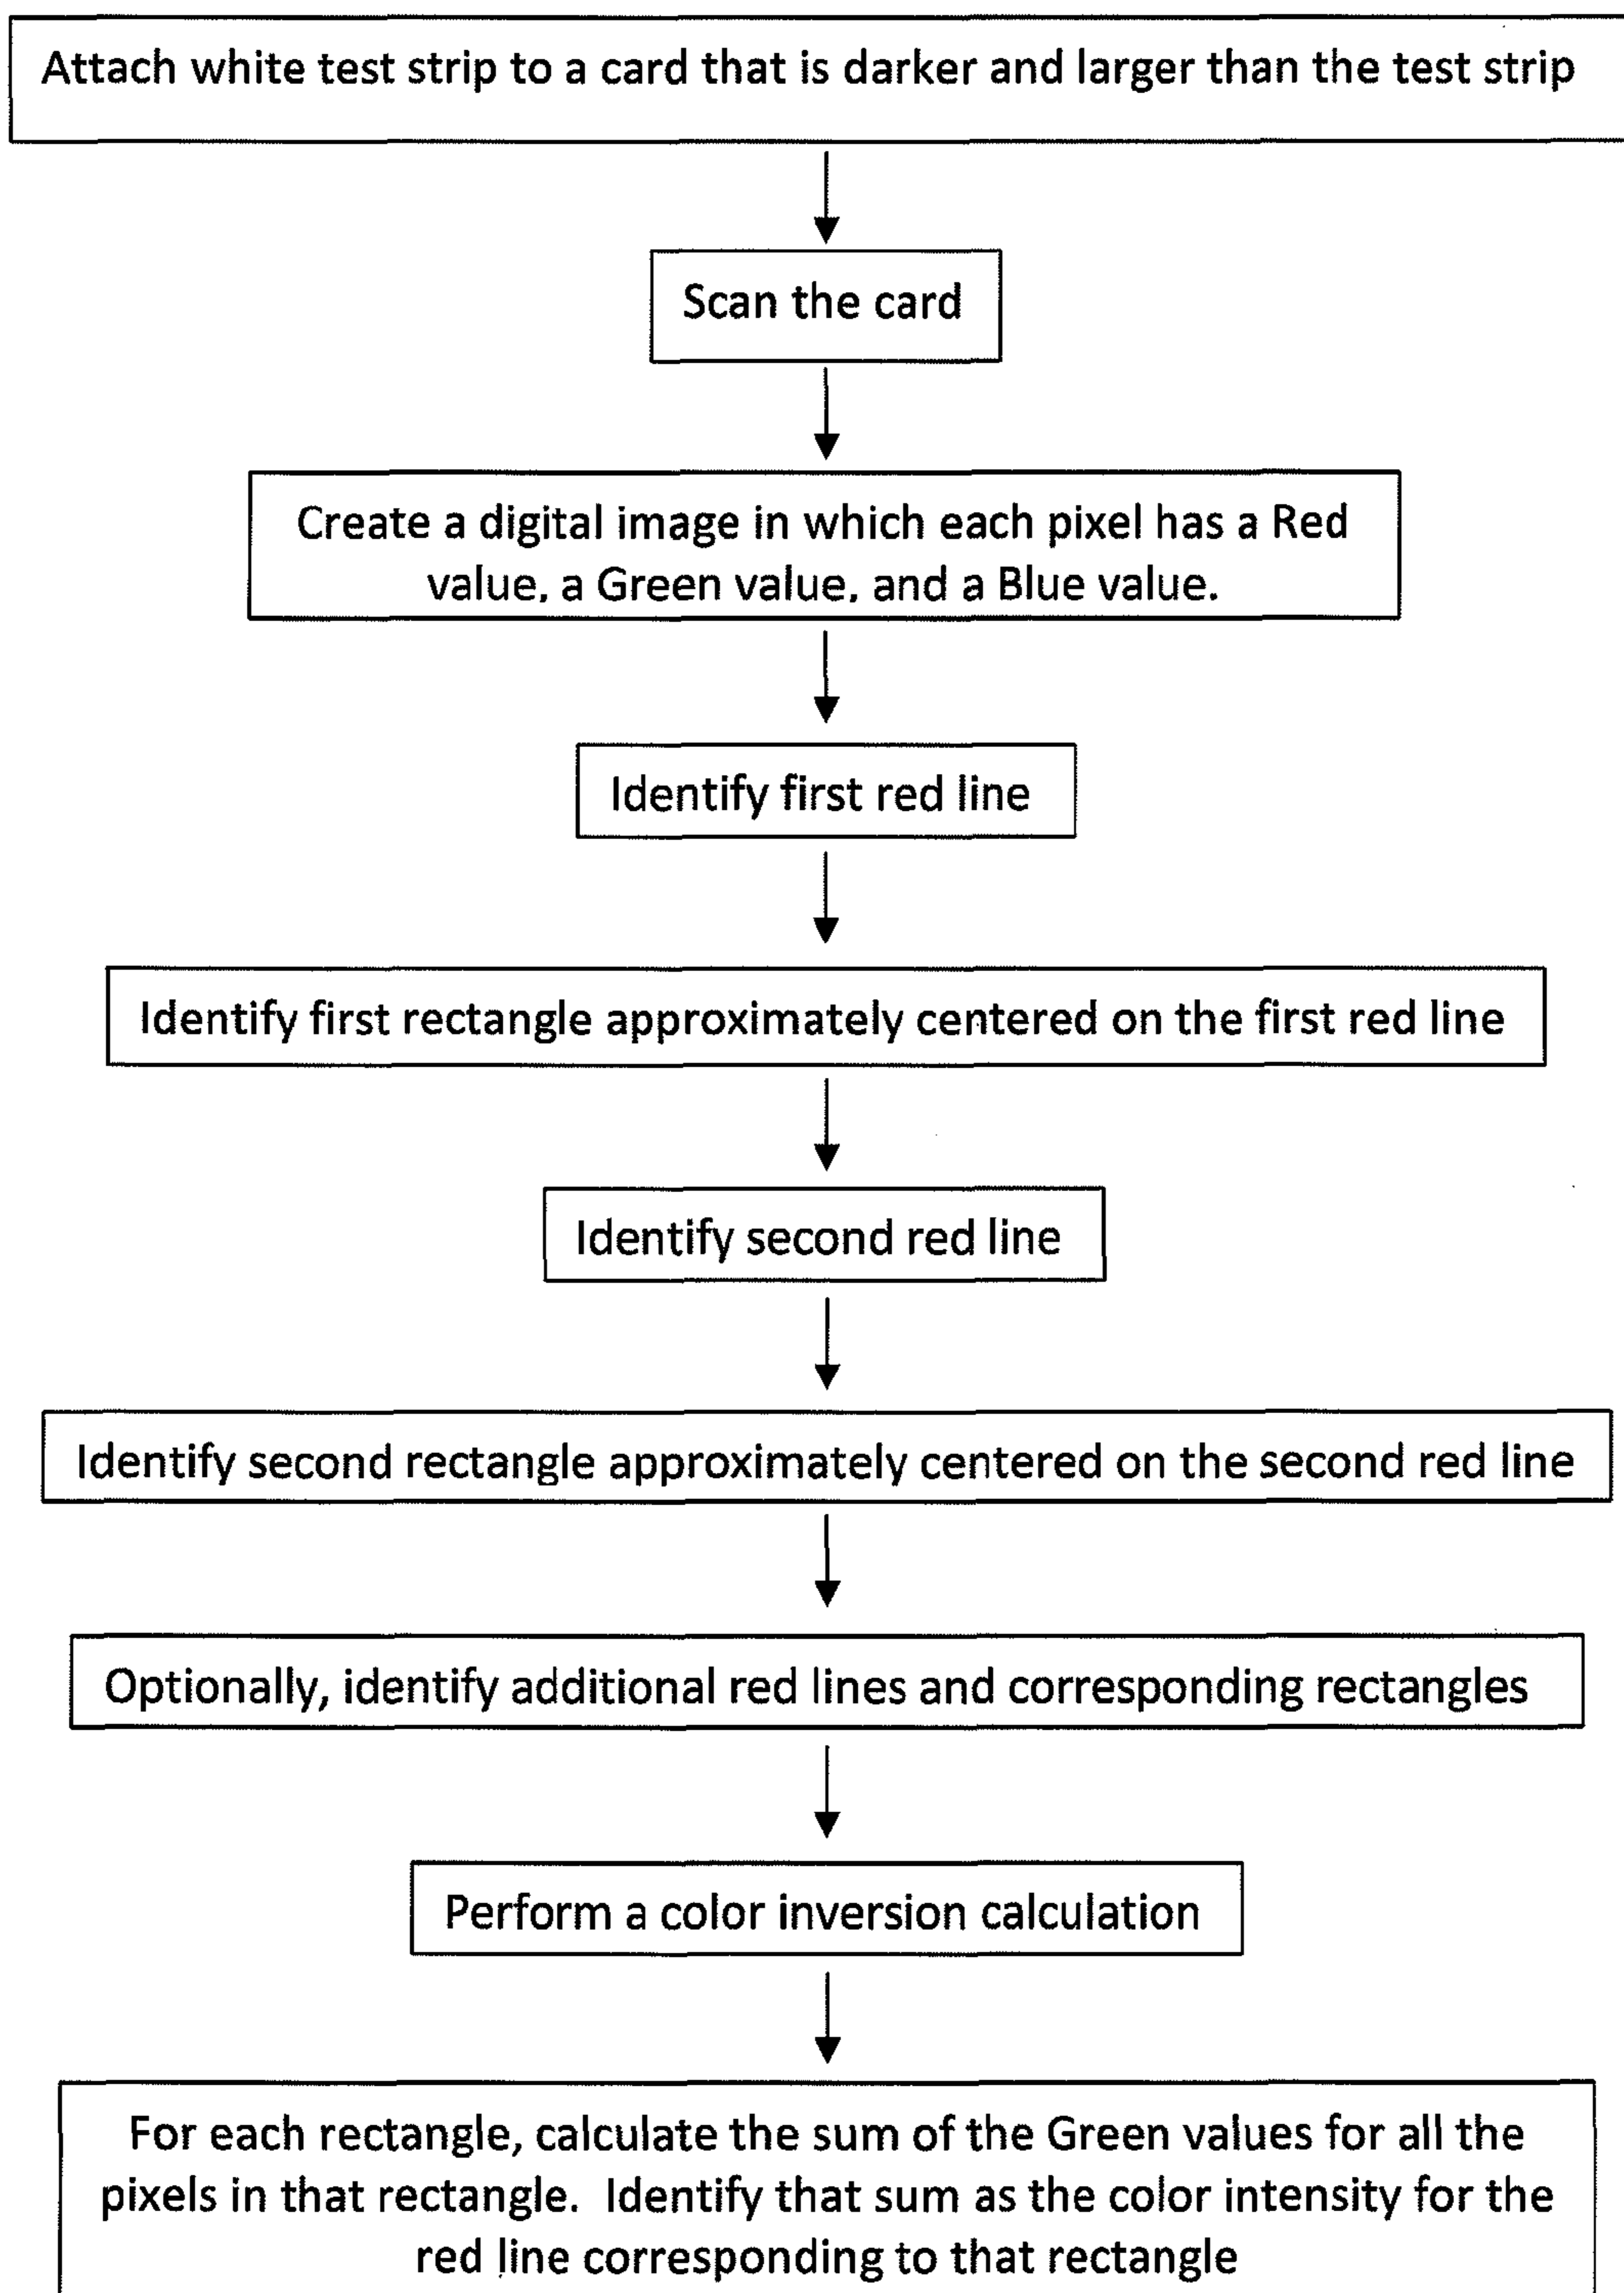 Attach white test strip to a card that is darker and larger than the test strip
Scan the card
Create a digital image in which each pixel has a Red
value, a Green value, and a Blue value.
Identify first red line
Identify first rectangle approximately centered on the first red line
Identify second red line
Identify second rectangle approximately centered on the second red line
Optionally, identify additional red lines and corresponding rectangles
Perform a color inversion calculation
For each rectangle, calculate the sum of the Green values for all the
pixels in that rectangle. Identify that sum as the color intensity for the
red line corresponding to that rectangle